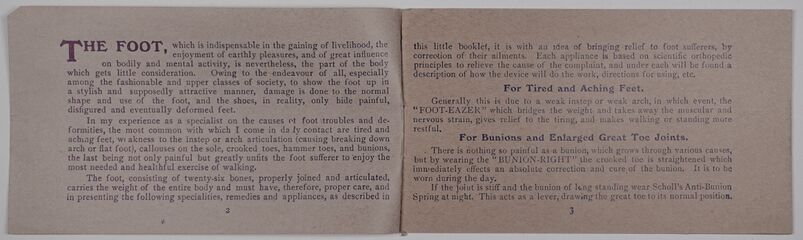 THE FOOT, which is indispensable in the gaining of livelihood, the
enjoyment of earthly pleasures, and of great influence
on bodily and mental activity, is nevertheless, the part of the body
which gets little consideration. Owing to the endeavour of all, especially
among the fashionable and upper classes of society, to show the foot up in
a stylish and supposedly attractive manner, damage is done to the normal
shape and use of the foot, and the shoes, in reality, only hide painful,
disfigured and eventually deformed feet.
In my experience as a specialist on the causes of foot troubles and de-
formities, the most common with which I come in daily contact are tired and
aching feet, weakness to the instep or arch articulation (causing breaking down
arch or flat foot), callouses on the sole, crooked toes, hammer toes, and bunions,
the last being not only painful but greatly unfits the foot sufferer to enjoy the
most needed and healthful exercise of walking.
The foot, consisting of twenty-six bones, properly joined and articulated,
carries the weight of the entire body and must have, therefore, proper care, and
in presenting the following specialities, remedies and appliances, as described in
2
this little booklet, it is with an idea of bringing relief to foot sufferers, by
correction of their ailments. Each appliance is based on scientific orthopedic
principles to relieve the cause of the complaint, and under each will be found a
description of how the device will do the work, directions for using, etc.
For Tired and Aching Feet.
Generally this is due to a weak instep or weak arch, in which event, the
"FOOT-EAZER" which bridges the weight and takes away the muscular and
nervous strain, gives relief to the tiring, and makes walking or standing more
restful.
For Bunions and Enlarged Great Toe Joints.
There is nothing so painful as a bunion, which grows through various causes,
but by wearing the "BUNION-RIGHT" the crooked toe is straightened which
immediately effects an absolute correction and cure of the bunion. It is to be
worn during the day.
If the joint is stiff and the bunion of long standing wear Scholl's Anti-Bunion
Spring at night. This acts as a lever, drawing the great toe to its normal position.
3